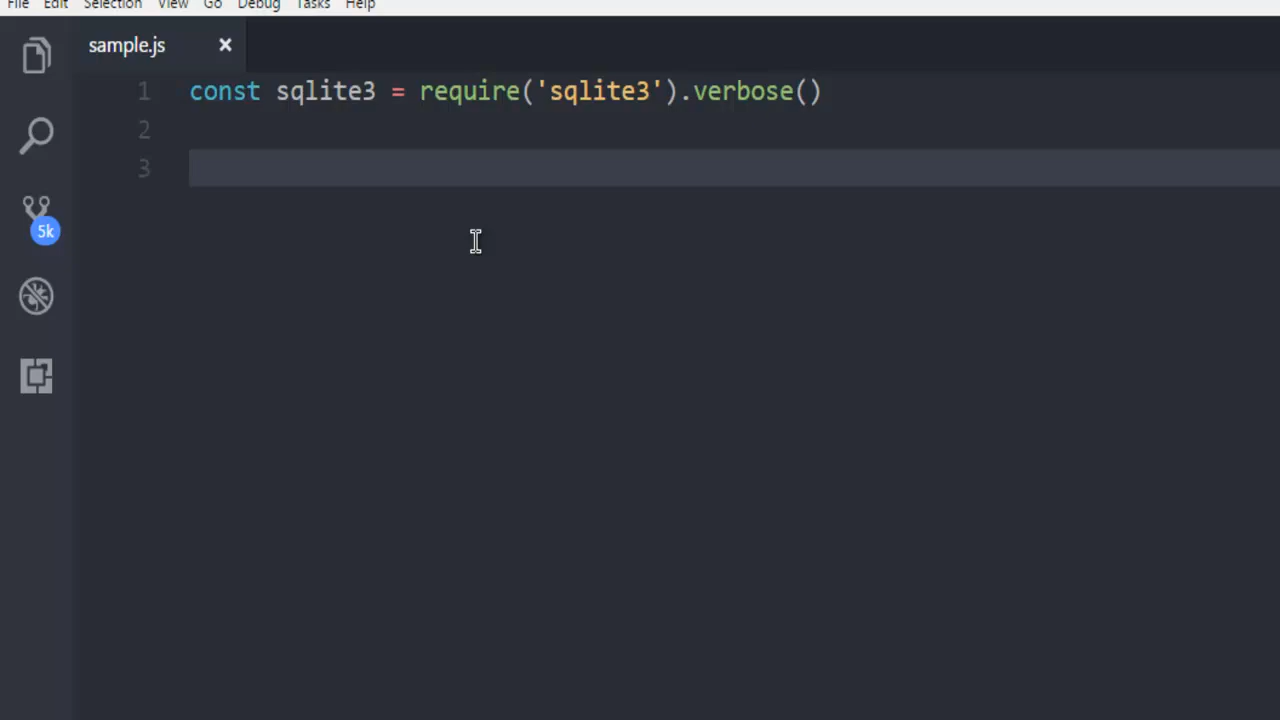 File Edit Selection View Go Debug Tasks Help
sample.js
1 const sqlite3 = require('sqlite3').verbose()
2
3
5k